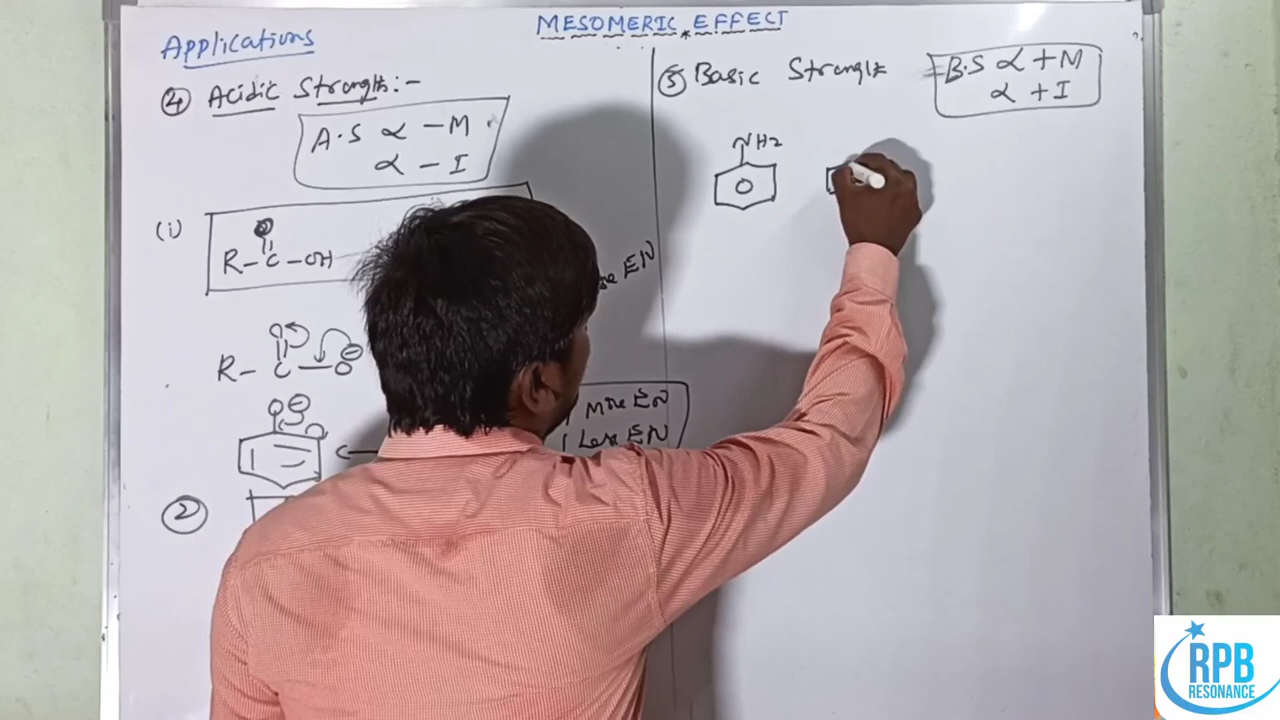 MESOMERIC EFFECT
Applications
④ Acidic Strength:-
A.S ∝ -M
∝ -I
(i)
O
R-C-OH
EN
O
R-C-O⊖
O⊖
C
More EN
Less EN
②
⑤ Basic Strength
B.S ∝ +M
∝ +I
NH2
RPB
RESONANCE